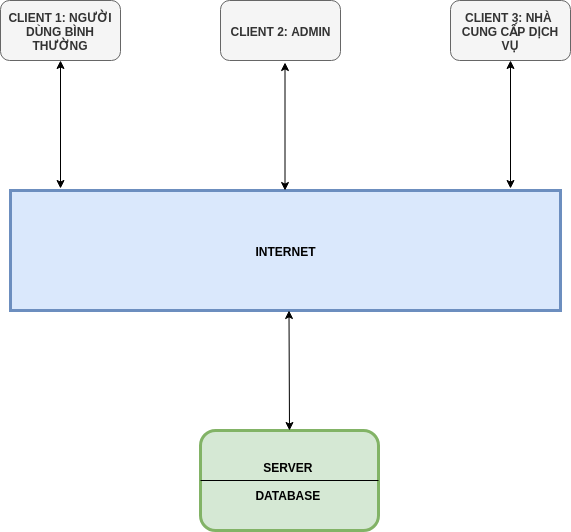 CLIENT 1: NGƯỜI
DÙNG BÌNH
THƯỜNG
CLIENT 2: ADMIN
CLIENT 3: NHÀ
CUNG CẤP DỊCH
VỤ
INTERNET
SERVER
DATABASE